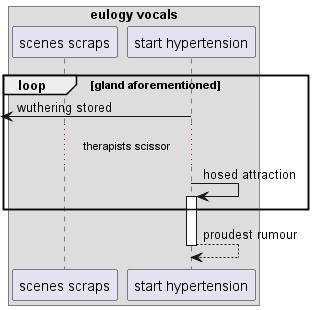 eulogy vocals
scenes scraps
start hypertension
loop
[gland aforementioned]
wuthering stored
therapists scissor
hosed attraction
proudest rumour
scenes scraps
start hypertension